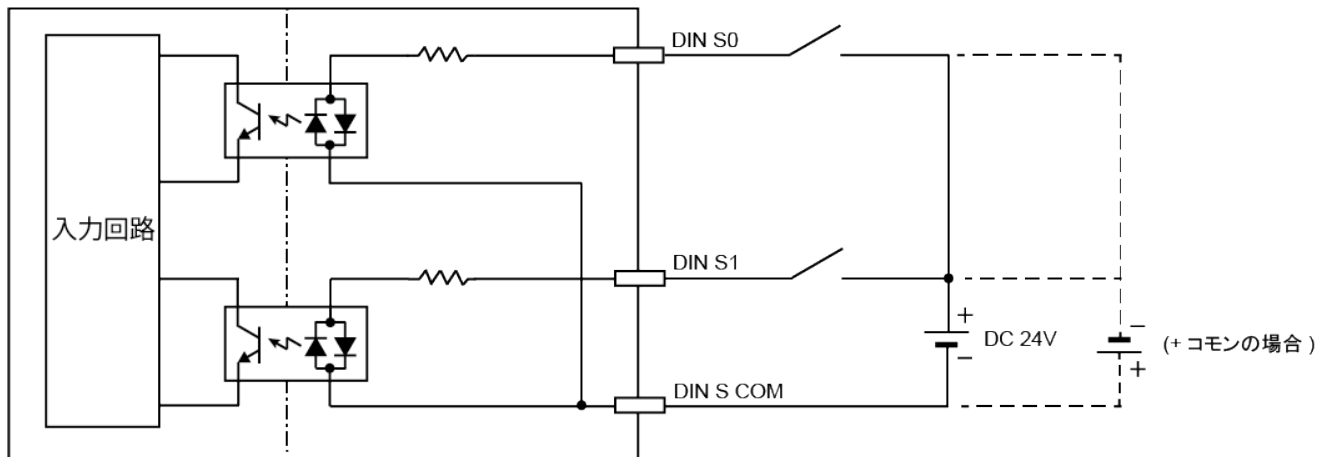 DIN S0
入力回路
DIN S1
+
DC 24V
−
−
(+ コモンの場合 )
+
DIN S COM